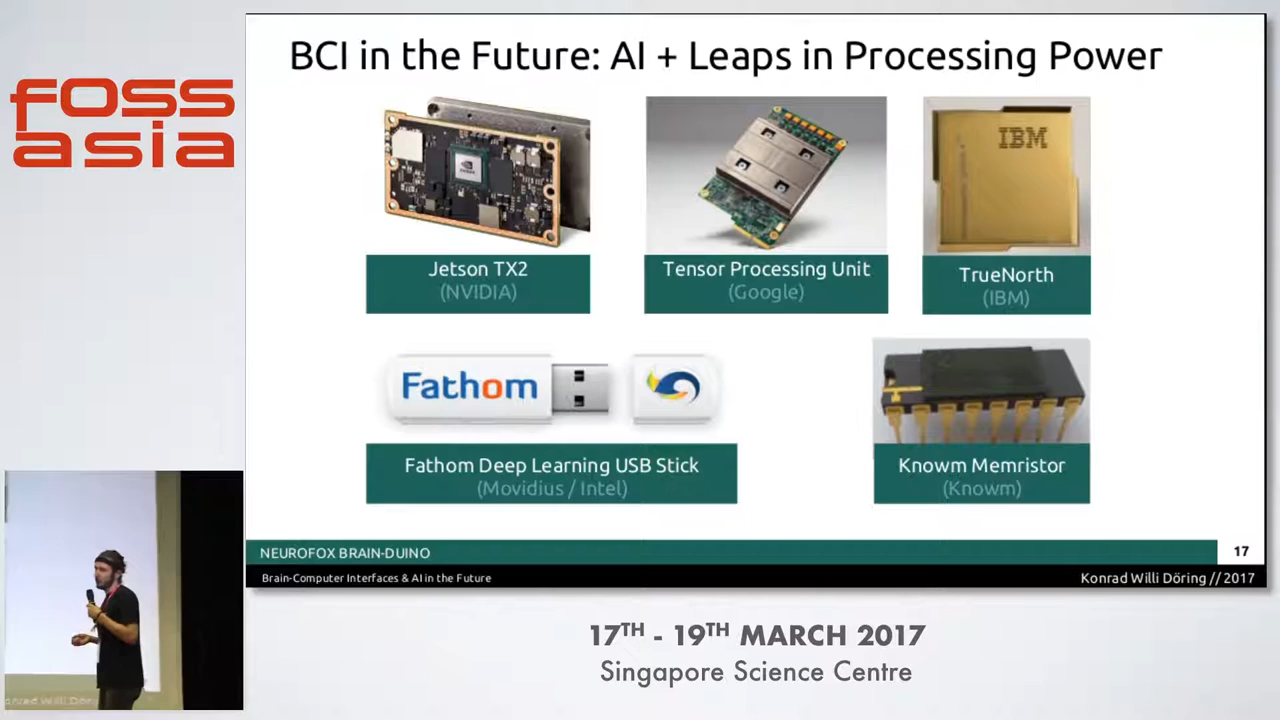 foss
asia
BCI in the Future: AI + Leaps in Processing Power
IBM
Jetson TX2
(NVIDIA)
Tensor Processing Unit
(Google)
TrueNorth
(IBM)
Fathom
Fathom Deep Learning USB Stick
(Movidius / Intel)
Knowm Memristor
(Knowm)
NEUROFOX BRAIN-DUINO
17
Brain-Computer Interfaces & AI in the Future
Konrad Willi Döring // 2017
17TH - 19TH MARCH 2017
Singapore Science Centre